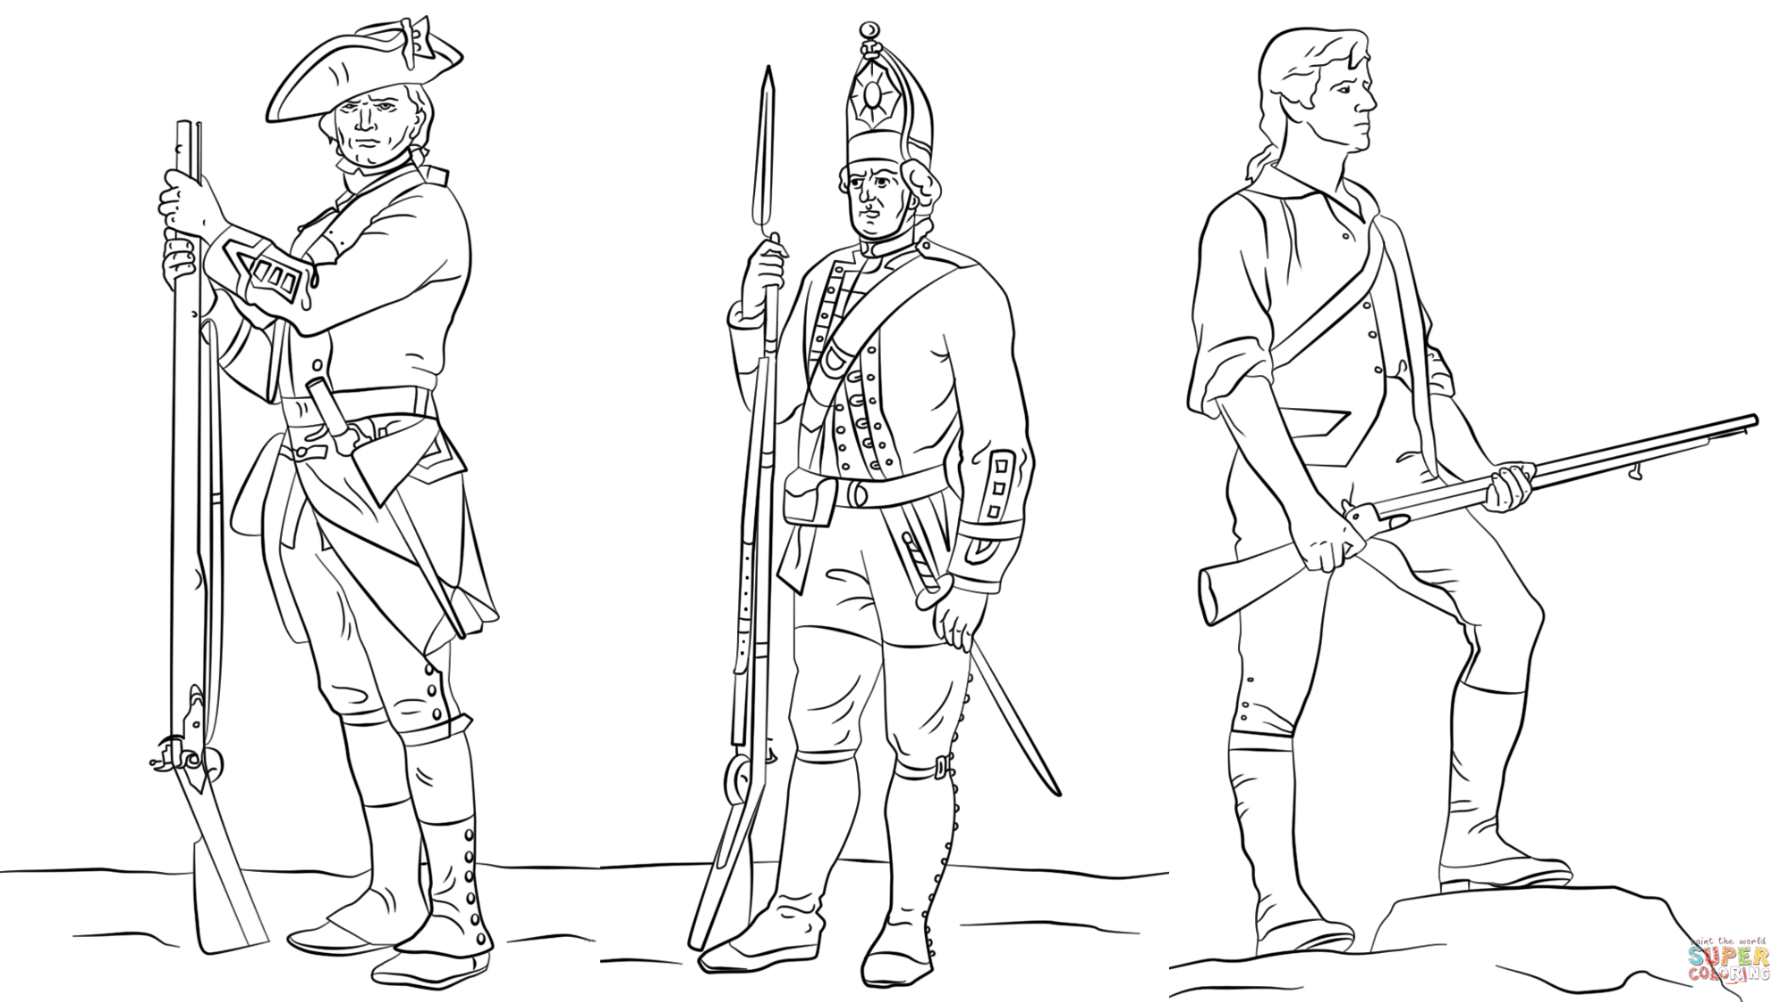 paint the world
SUPER
COLORING